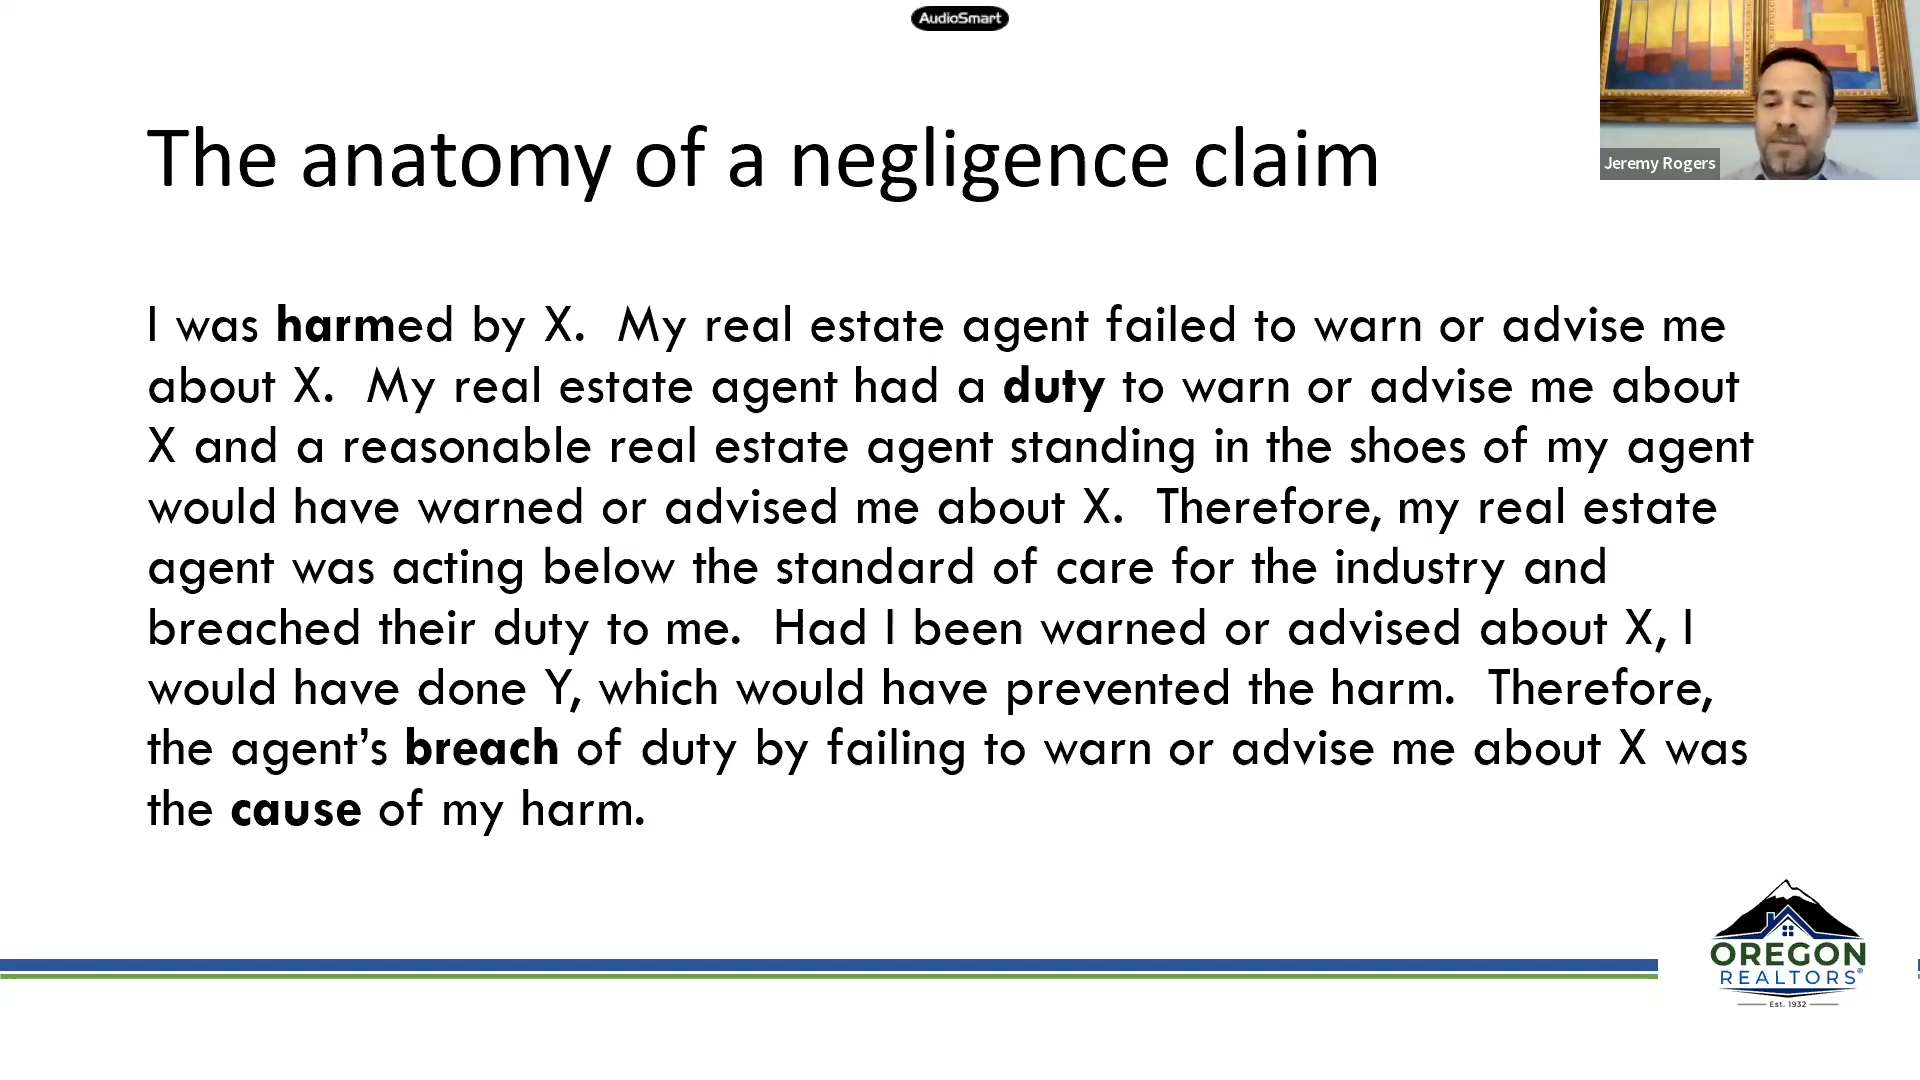 AudioSmart
Jeremy Rogers
The anatomy of a negligence claim
I was harmed by X.  My real estate agent failed to warn or advise me
about X.  My real estate agent had a duty to warn or advise me about
X and a reasonable real estate agent standing in the shoes of my agent
would have warned or advised me about X.  Therefore, my real estate
agent was acting below the standard of care for the industry and
breached their duty to me.  Had I been warned or advised about X, I
would have done Y, which would have prevented the harm.  Therefore,
the agent’s breach of duty by failing to warn or advise me about X was
the cause of my harm.
OREGON
REALTORS®
Est. 1932